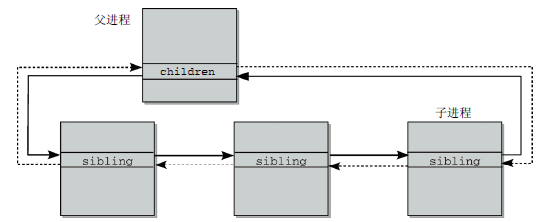 父进程
children
子进程
sibling
sibling
sibling